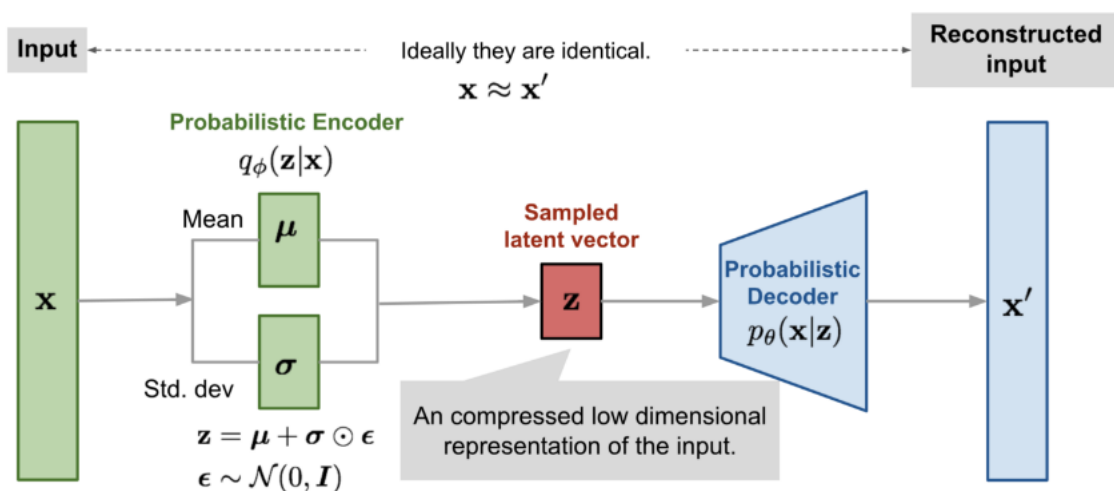 Input
Ideally they are identical.
x ≈ x′
Reconstructed
input
Probabilistic Encoder
qϕ(z|x)
Mean
μ
x
σ
Std. dev
z = μ + σ ⊙ ϵ
ϵ ∼ 𝒩(0, I)
Sampled
latent vector
z
An compressed low dimensional
representation of the input.
Probabilistic
Decoder
pθ(x|z)
x′